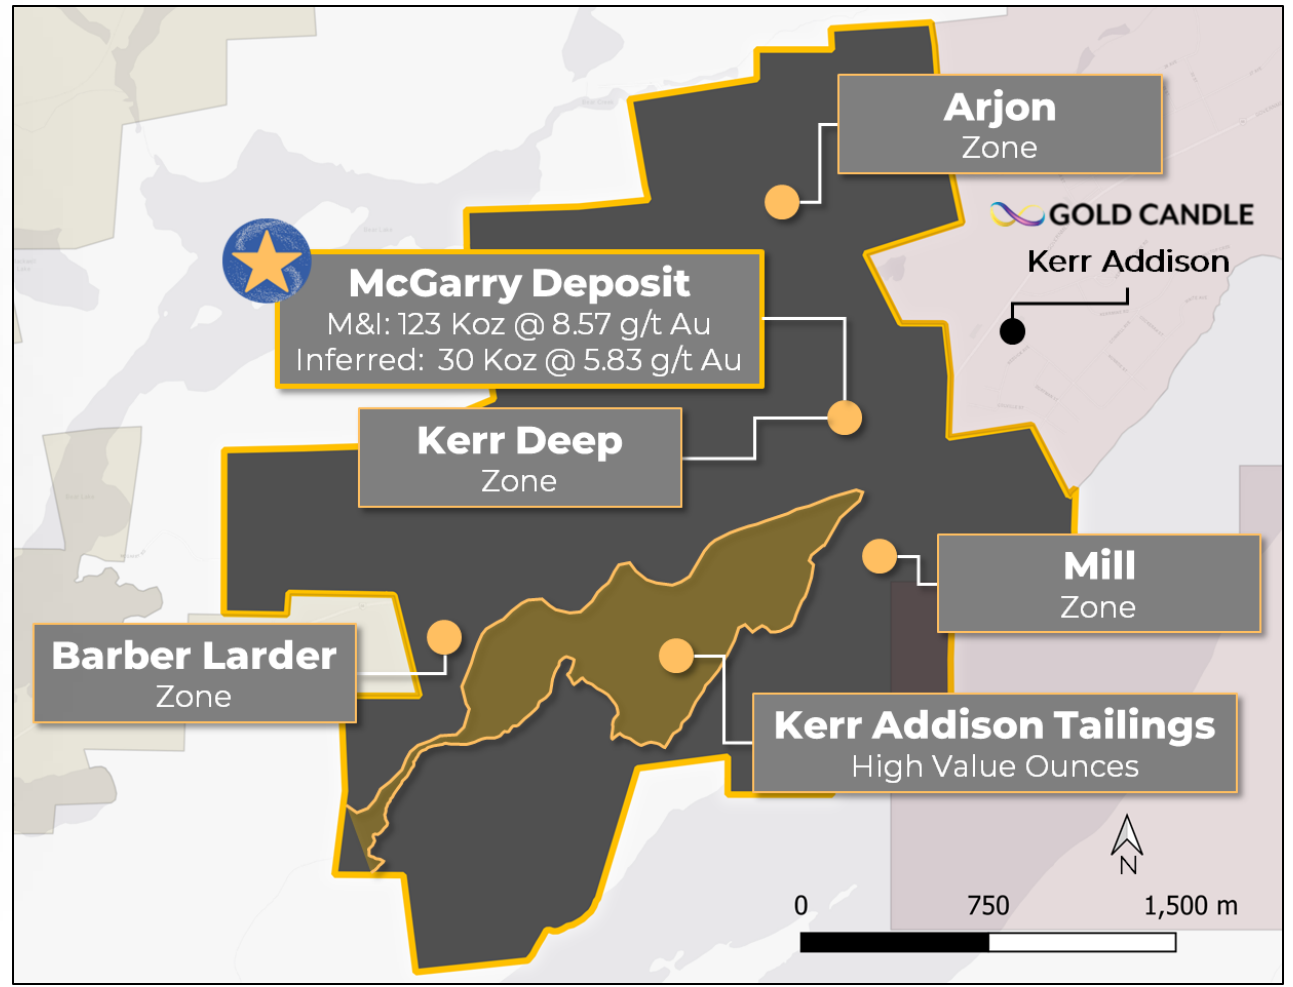 Arjon
Zone
GOLD CANDLE
Kerr Addison
McGarry Deposit
M&I: 123 Koz @ 8.57 g/t Au
Inferred: 30 Koz @ 5.83 g/t Au
Kerr Deep
Zone
Mill
Zone
Barber Larder
Zone
Kerr Addison Tailings
High Value Ounces
N
0 750 1,500 m